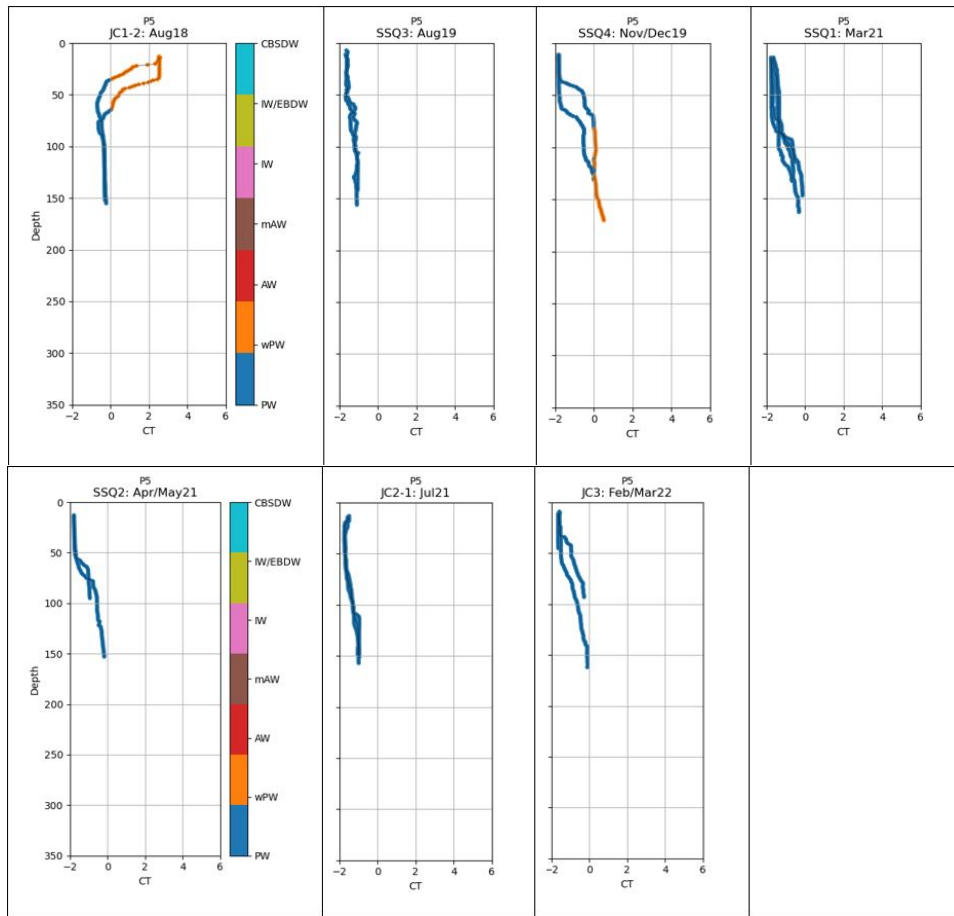 P5
JC1-2: Aug18
0
50
100
150
200
250
300
350
Depth
-2
0
2
4
6
CT
CBSDW
IW/EBDW
IW
mAW
AW
wPW
PW
P5
SSQ3: Aug19
-2
0
2
4
6
CT
P5
SSQ4: Nov/Dec19
-2
0
2
4
6
CT
P5
SSQ1: Mar21
-2
0
2
4
6
CT
P5
SSQ2: Apr/May21
0
50
100
150
200
250
300
350
Depth
-2
0
2
4
6
CT
CBSDW
IW/EBDW
IW
mAW
AW
wPW
PW
P5
JC2-1: Jul21
-2
0
2
4
6
CT
P5
JC3: Feb/Mar22
-2
0
2
4
6
CT